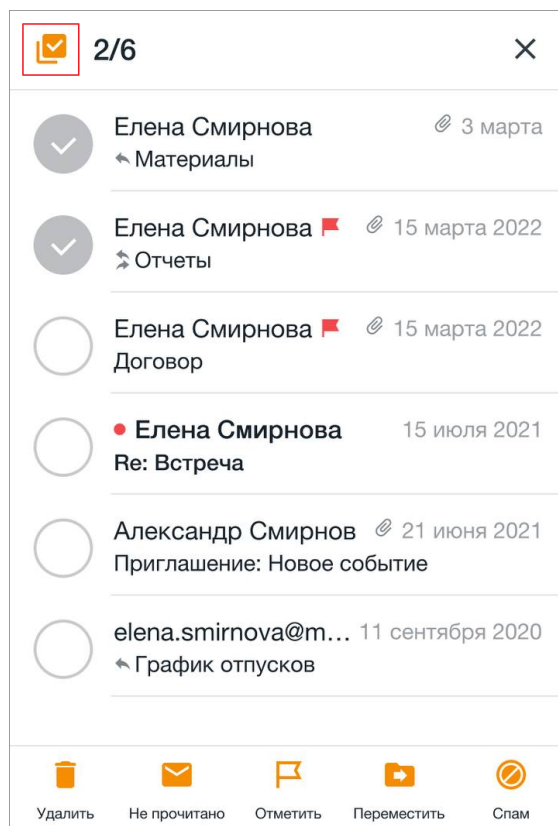 2/6
Елена Смирнова 3 марта
Материалы
Елена Смирнова 15 марта 2022
Отчеты
Елена Смирнова 15 марта 2022
Договор
Елена Смирнова 15 июля 2021
Re: Встреча
Александр Смирнов 21 июня 2021
Приглашение: Новое событие
elena.smirnova@m... 11 сентября 2020
График отпусков
Удалить Не прочитано Отметить Переместить Спам